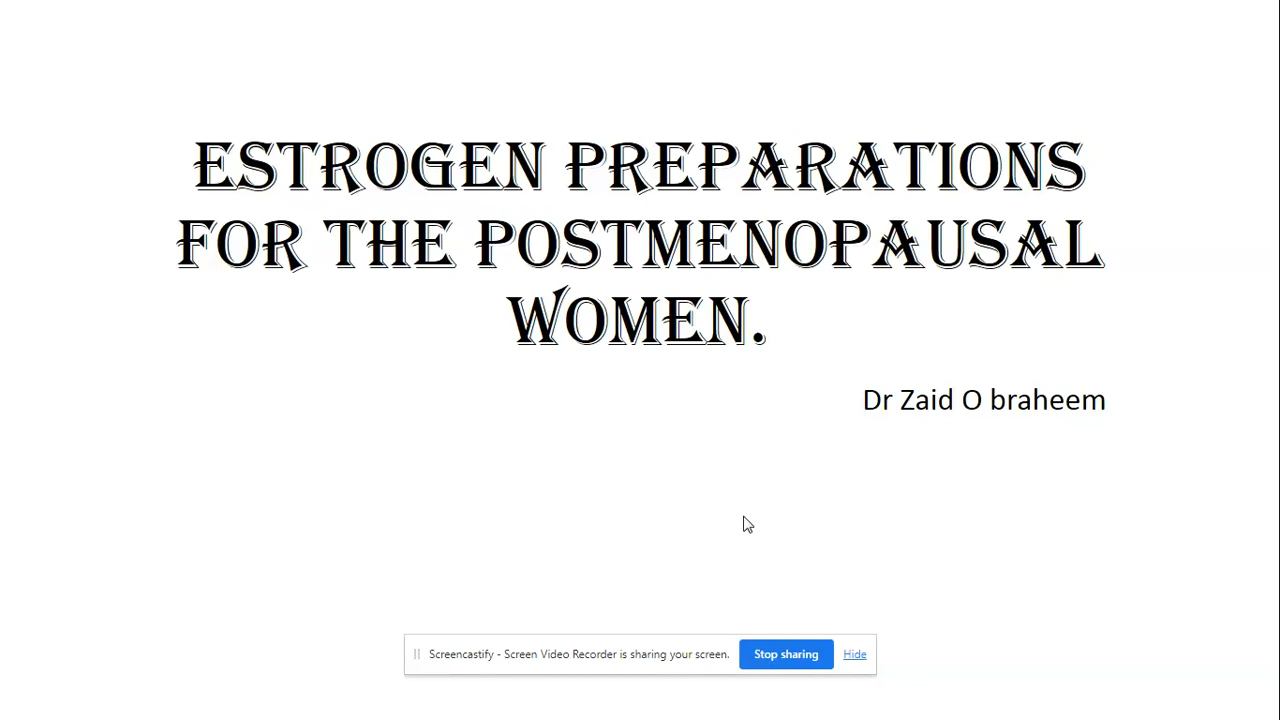 ESTROGEN PREPARATIONS
FOR THE POSTMENOPAUSAL
WOMEN.
Dr Zaid O braheem
Screencastify - Screen Video Recorder is sharing your screen. Stop sharing Hide